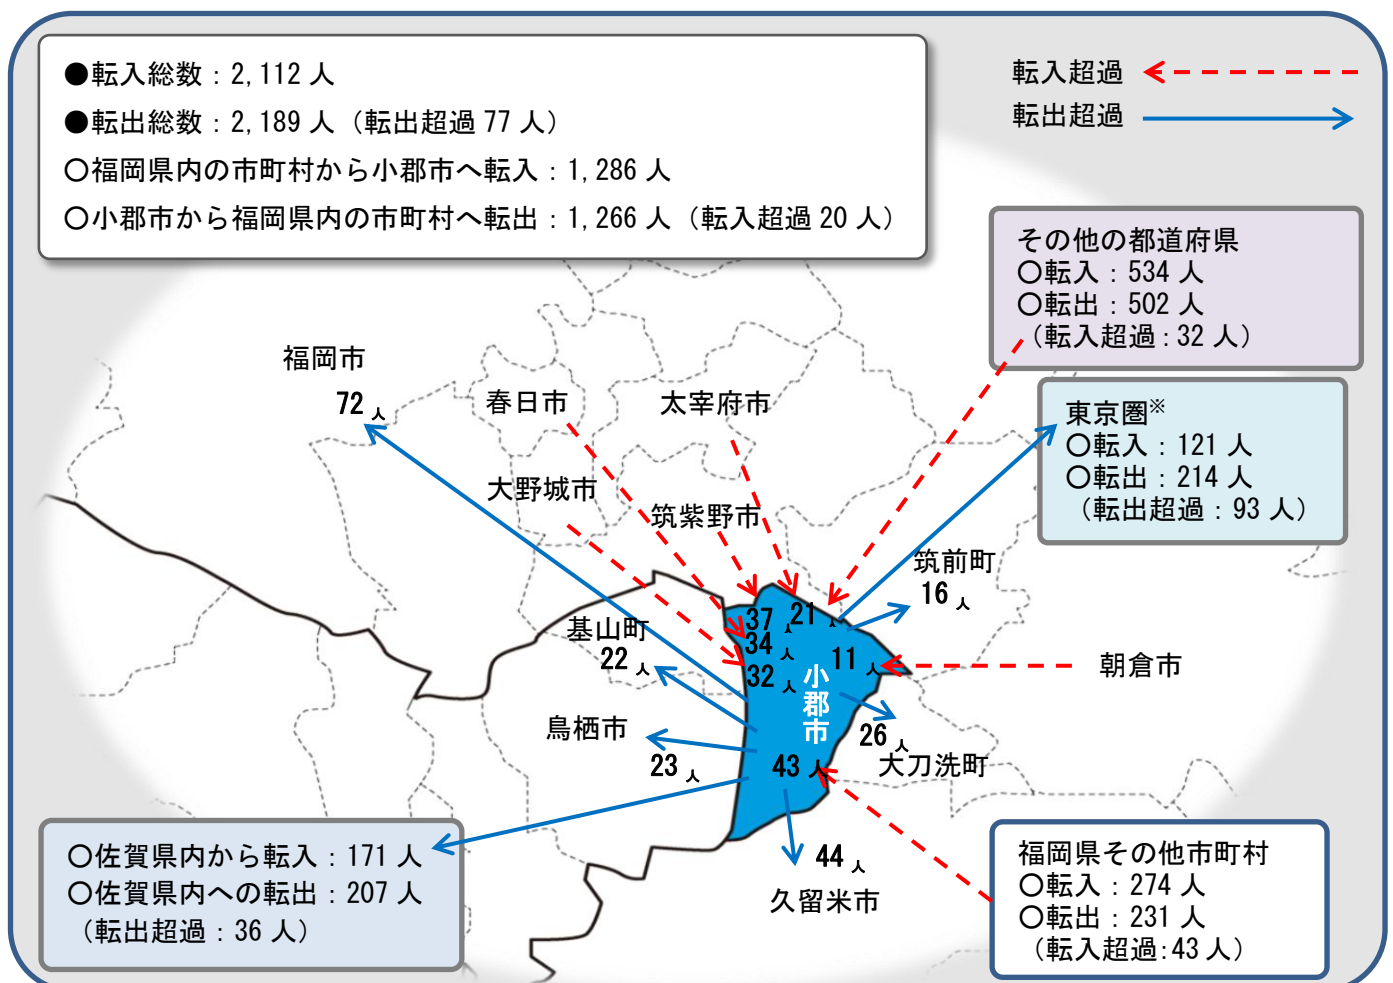 ●転入総数：2,112 人
●転出総数：2,189 人（転出超過 77 人）
○福岡県内の市町村から小郡市へ転入：1,286 人
○小郡市から福岡県内の市町村へ転出：1,266 人（転入超過 20 人）
転入超過
転出超過
その他の都道府県
○転入：534 人
○転出：502 人
（転入超過：32 人）
東京圏※
○転入：121 人
○転出：214 人
（転出超過：93 人）
福岡市
72 人
春日市
太宰府市
大野城市
筑紫野市
筑前町
16 人
37 人
21 人
34 人
32 人
11 人
朝倉市
基山町
22 人
小郡市
鳥栖市
23 人
26 人
大刀洗町
43 人
44 人
久留米市
○佐賀県内から転入：171 人
○佐賀県内への転出：207 人
（転出超過：36 人）
福岡県その他市町村
○転入：274 人
○転出：231 人
（転入超過：43 人）